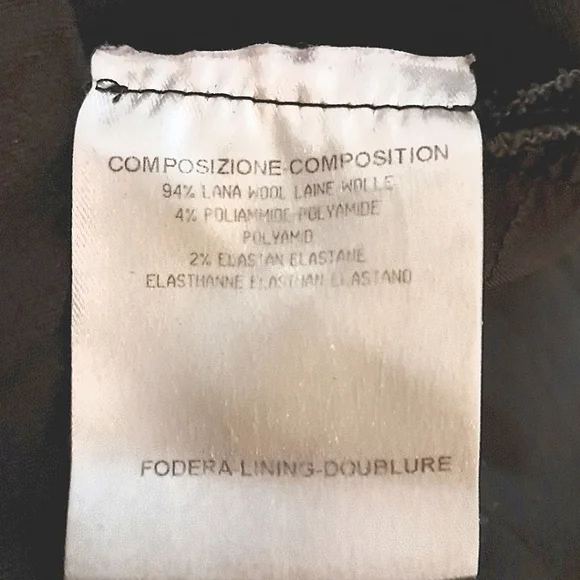 COMPOSIZIONE-COMPOSITION
94% LANA WOOL LAINE WOLLE
4% POLIAMMIDE POLYAMIDE
POLYAMID
2% ELASTAN ELASTANE
ELASTHANNE ELASTHAN ELASTANO
FODERA-LINING-DOUBLURE